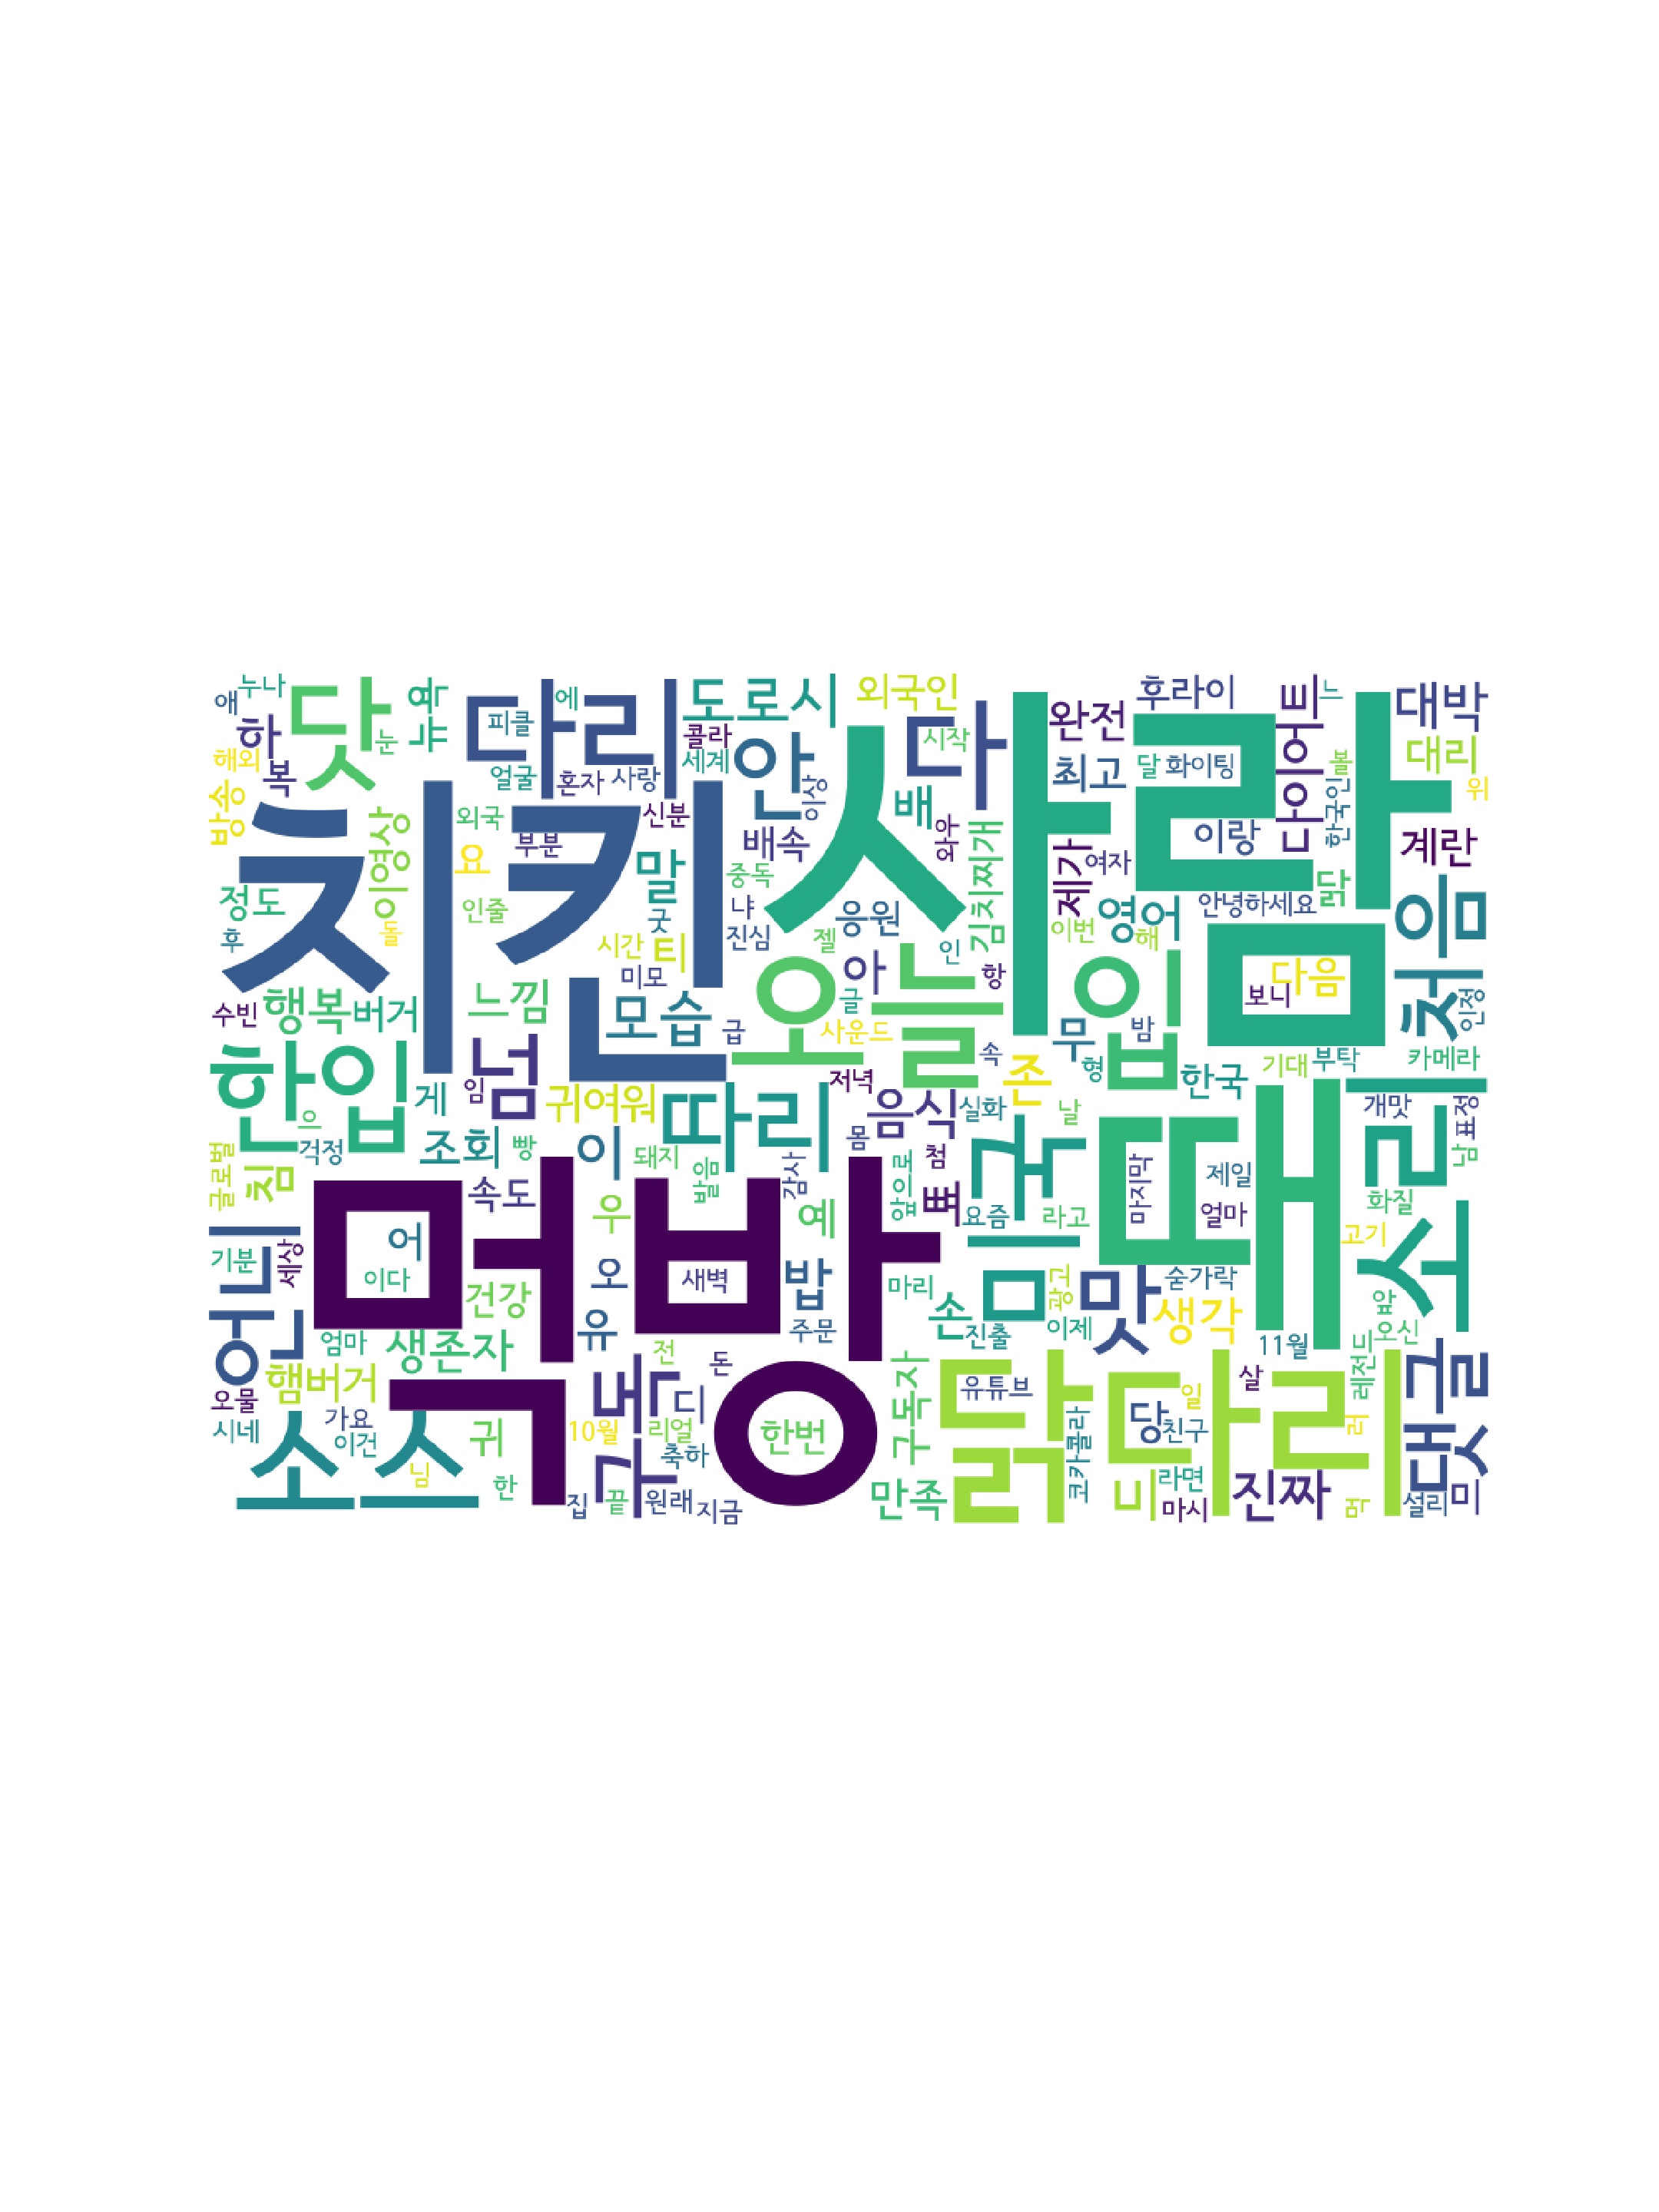 애
누나
닷
뉴욕
다리
에
피클
도로시
콜라
세계
안
외국인
시작
다
완전
최고
후라이
느
달
화이팅
다이어티
볼
한국인
대박
대리
위
하
눈
해외
복
방송
얼굴
혼자
사랑
이상
치킨
사람
배
와우
이영상
외국
부분
요
신분
말
배속
중독
냐
김치찌개
제가
여자
이랑
계란
닭
정도
후
돌
인줄
굿
진심
응원
영어
안녕하세요
이번
해
처음
시간
티
젤
인
항
다음
보니
인정
수빈
행복
버거
느낌
모습
미모
급
오늘
아
글
사운드
속
입
무
밤
형
존
한국
기대
부탁
카메라
한입
으
게
넘
임
귀여워
저녁
따리
음식
실화
날
때
소리
개맛
표정
남
글로벌
걱정
침
조회
빵
이
돼지
발음
감사
몸
첨
미국
마지막
제일
얼마
화질
고기
속도
우
예
앞으로
뼈
요즘
라고
언니
기분
세상
먹방
어
이다
건강
오
유
새벽
밥
주문
마리
손
진출
광고
이제
맛
숟가락
생각
앞
오신
비
11월
엄마
생존자
전
돈
햄버거
오물
시네
소스
가요
이건
귀
님
한
10월
구독
디
리얼
축하
집
끝
원래
지금
한번
구독자
만족
유튜브
닭다리
코카콜라
당
친구
일
살
러
레전
댓글
니
라면
마시
진짜
먹
설리
밋